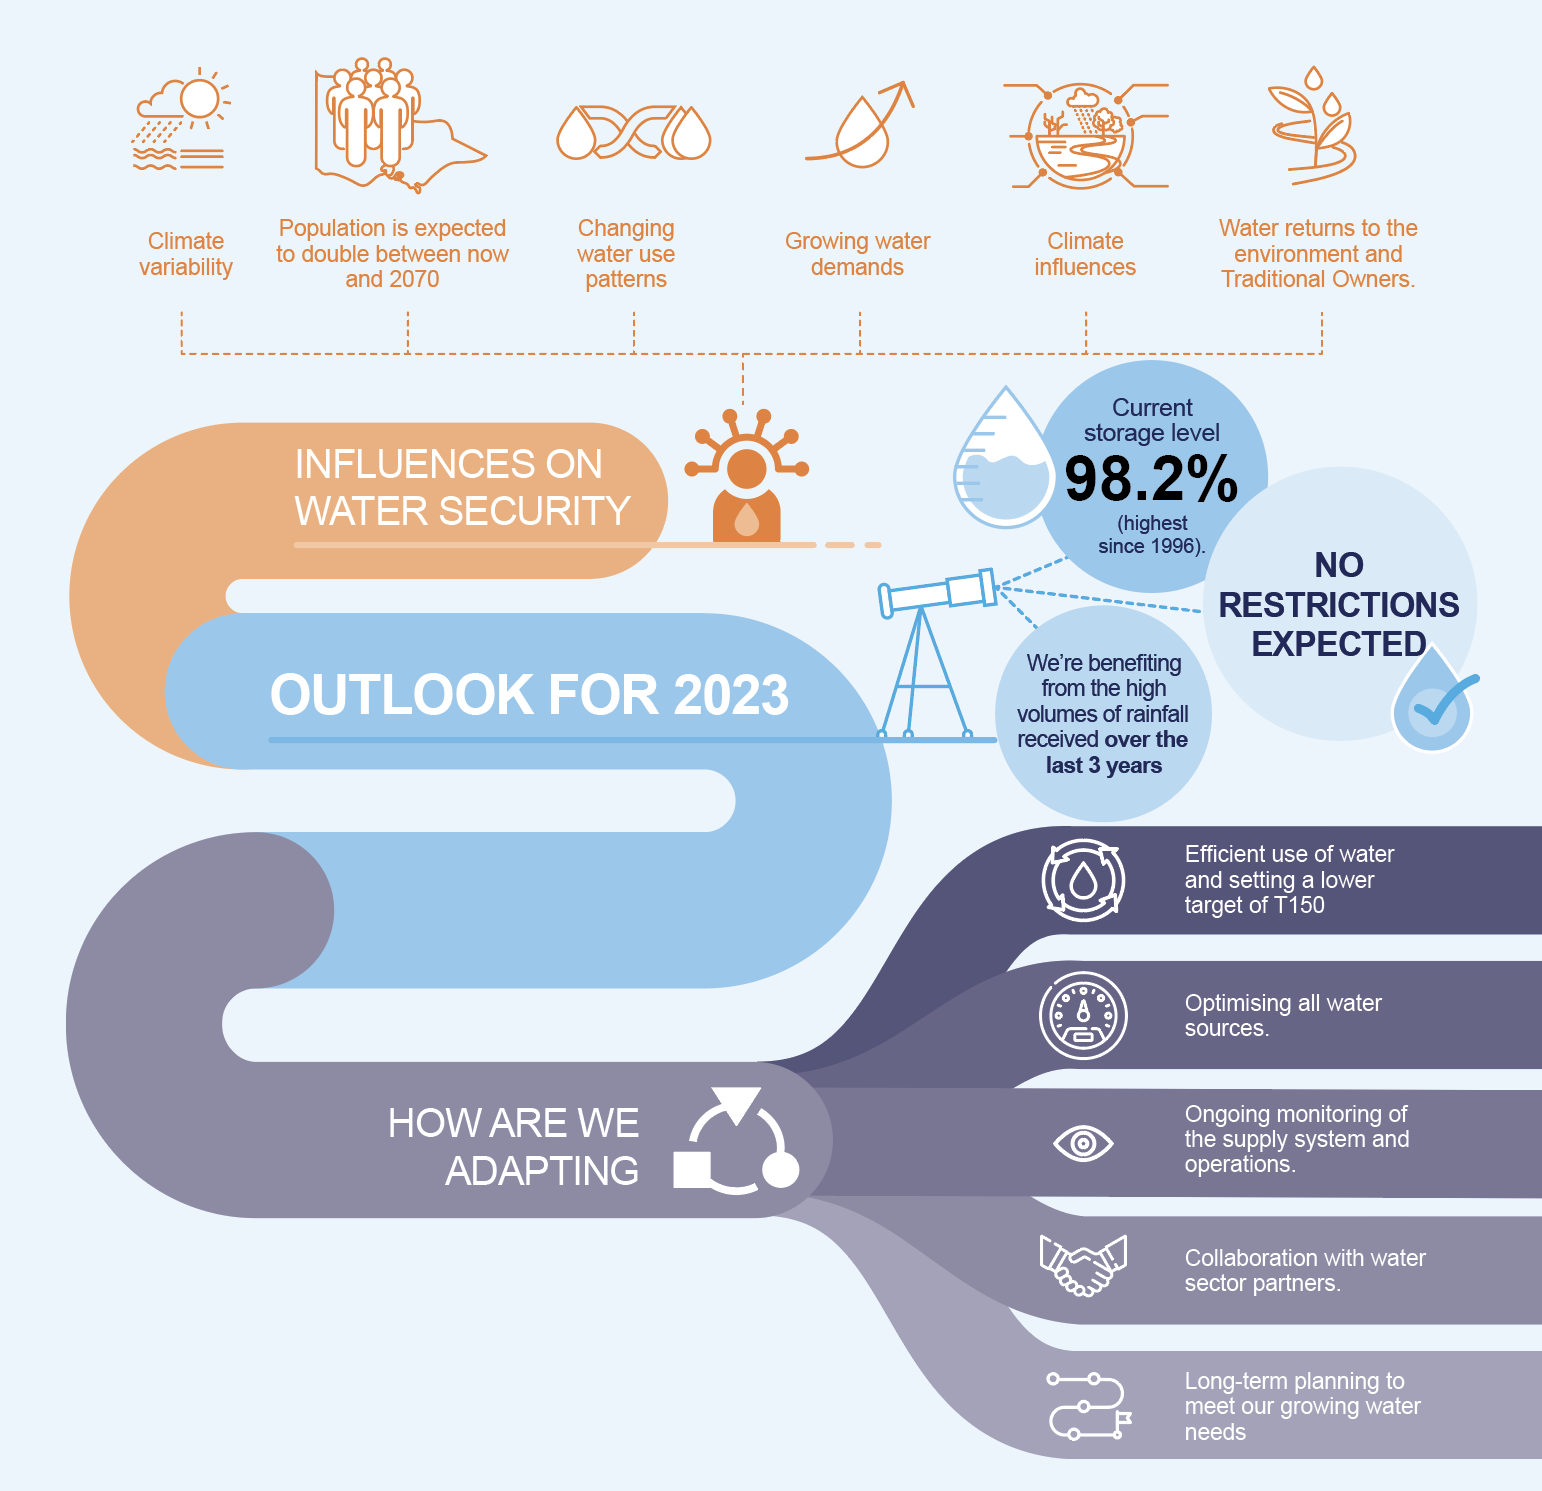 Climate
variability
Population is expected
to double between now
and 2070
Changing
water use
patterns
Growing water
demands
Climate
influences
Water returns to the
environment and
Traditional Owners.
INFLUENCES ON
WATER SECURITY
Current
storage level
98.2%
(highest
since 1996).
NO
RESTRICTIONS
EXPECTED
OUTLOOK FOR 2023
We're benefiting
from the high
volumes of rainfall
received over the
last 3 years
HOW ARE WE
ADAPTING
Efficient use of water
and setting a lower
target of T150
Optimising all water
sources.
Ongoing monitoring of
the supply system and
operations.
Collaboration with water
sector partners.
Long-term planning to
meet our growing water
needs